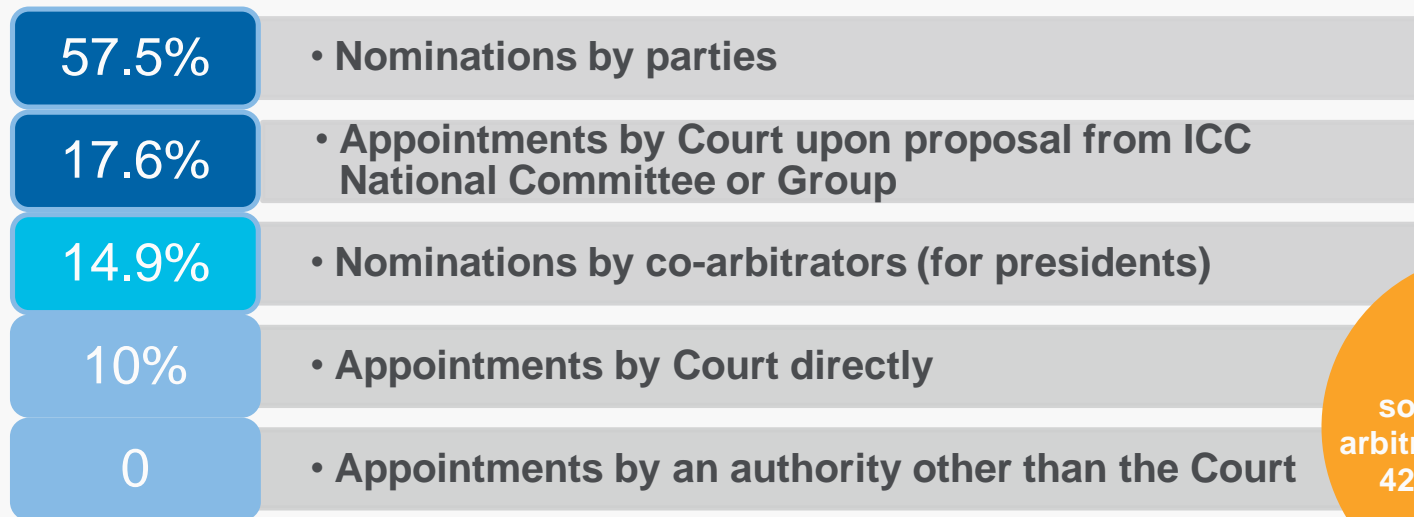 57.5%
• Nominations by parties
17.6%
• Appointments by Court upon proposal from ICC
National Committee or Group
14.9%
• Nominations by co-arbitrators (for presidents)
10%
• Appointments by Court directly
0
• Appointments by an authority other than the Court
42